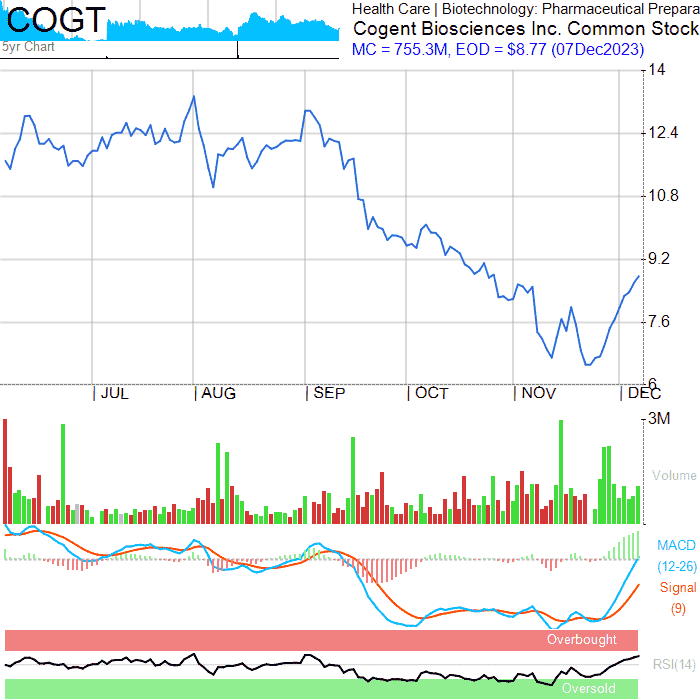 COGT
5yr Chart
Health Care | Biotechnology: Pharmaceutical Prepara
Cogent Biosciences Inc. Common Stock
MC = 755.3M, EOD = $8.77 (07Dec2023)
14
12.4
10.8
9.2
7.6
6
JUL AUG SEP OCT NOV DEC
3M
Volume
MACD
(12-26)
Signal
(9)
Overbought
RSI(14)
Oversold